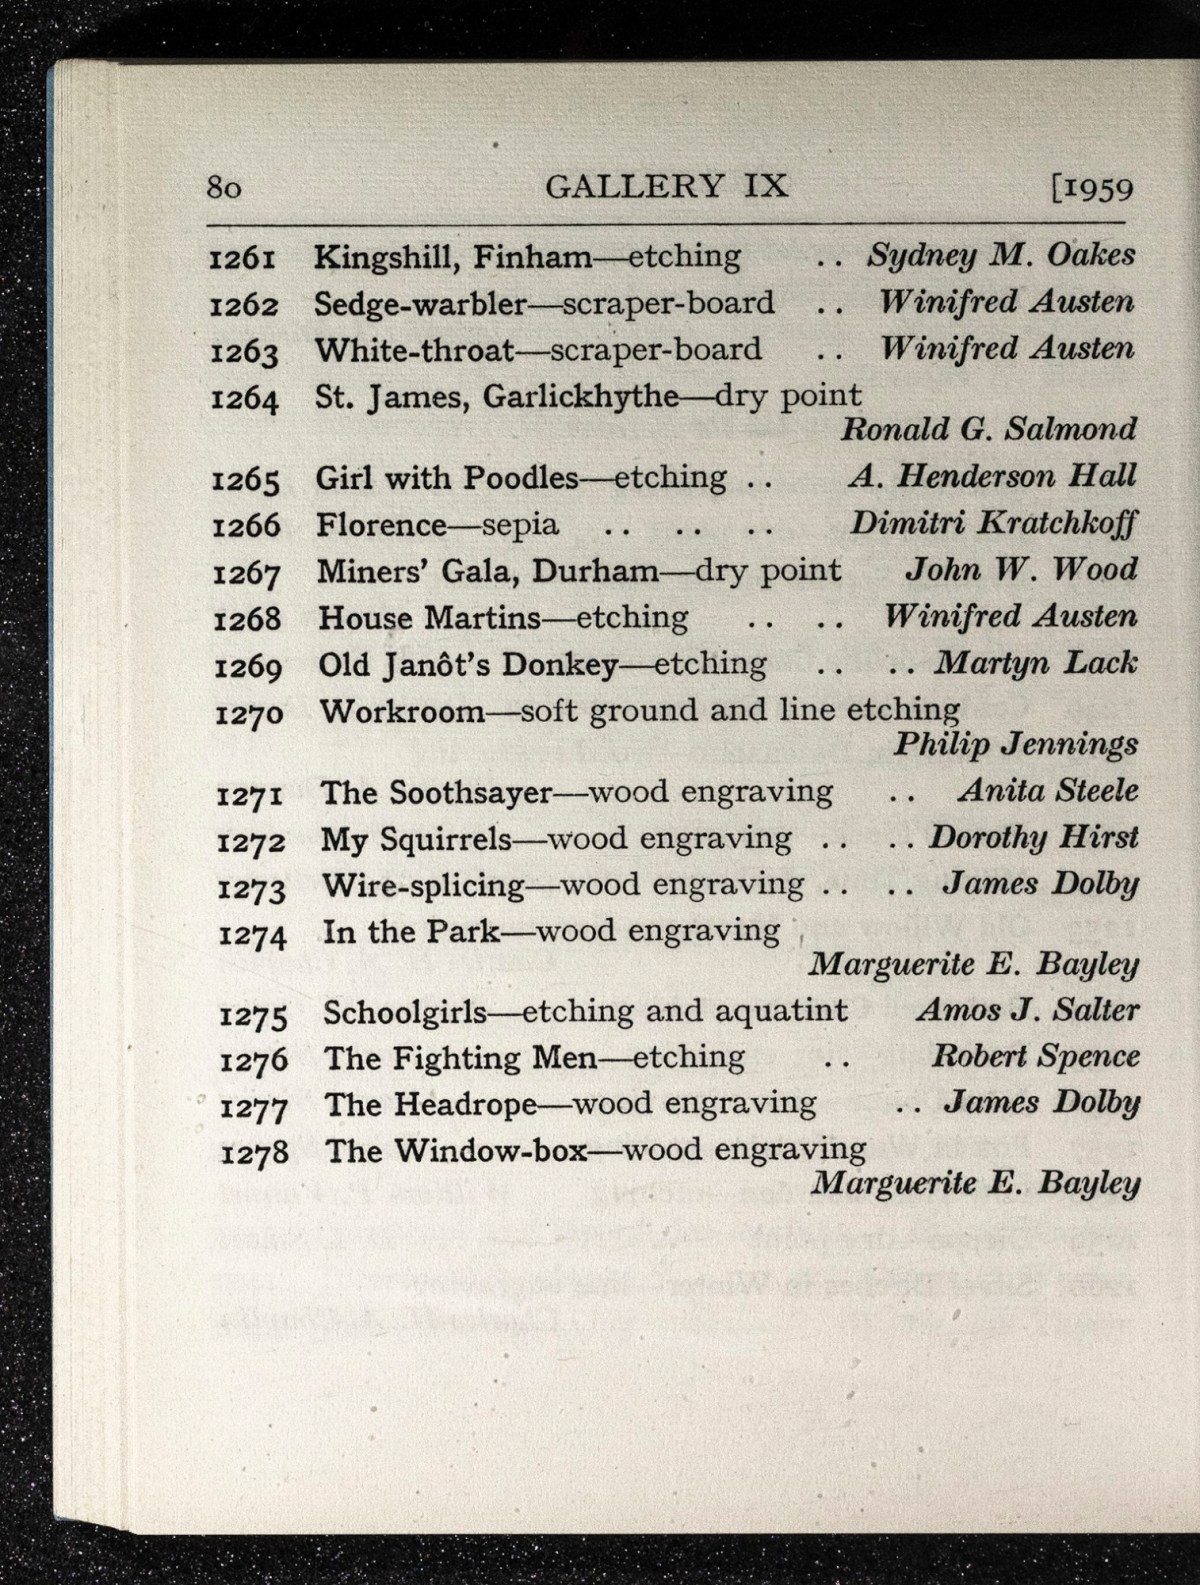 80 GALLERY IX [1959
1261 Kingshill, Finham—etching .. Sydney M. Oakes
1262 Sedge-warbler—scraper-board .. Winifred Austen
1263 White-throat—scraper-board .. Winifred Austen
1264 St. James, Garlickhythe—dry point
Ronald G. Salmond
1265 Girl with Poodles—etching .. A. Henderson Hall
1266 Florence—sepia .. .. .. Dimitri Kratchkoff
1267 Miners' Gala, Durham—dry point John W. Wood
1268 House Martins—etching .. .. Winifred Austen
1269 Old Janôt's Donkey—etching .. .. Martyn Lack
1270 Workroom—soft ground and line etching
Philip Jennings
1271 The Soothsayer—wood engraving .. Anita Steele
1272 My Squirrels—wood engraving .. .. Dorothy Hirst
1273 Wire-splicing—wood engraving .. .. James Dolby
1274 In the Park—wood engraving
Marguerite E. Bayley
1275 Schoolgirls—etching and aquatint Amos J. Salter
1276 The Fighting Men—etching .. Robert Spence
1277 The Headrope—wood engraving .. James Dolby
1278 The Window-box—wood engraving
Marguerite E. Bayley